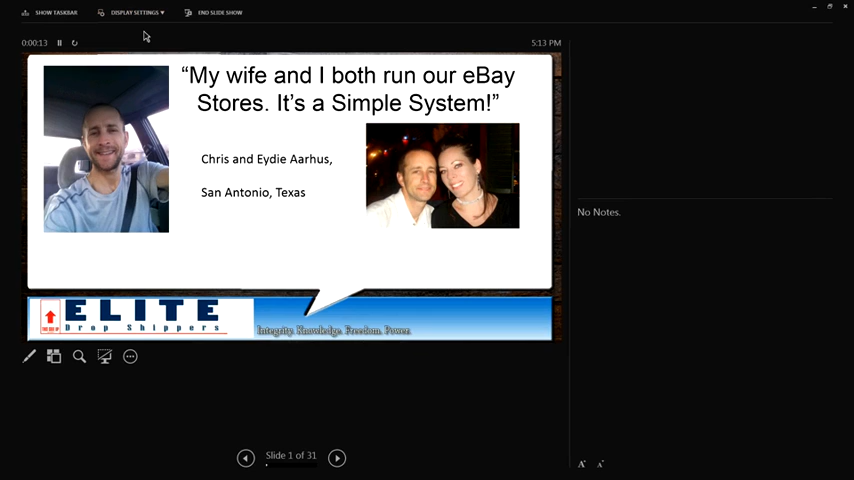 SHOW TASKBAR
DISPLAY SETTINGS ▼
END SLIDE SHOW
0:00:13
5:13 PM
“My wife and I both run our eBay
Stores. It’s a Simple System!”
Chris and Eydie Aarhus,
San Antonio, Texas
ELITE
Drop Shippers
Integrity. Knowledge. Freedom. Power.
No Notes.
Slide 1 of 31
A
A